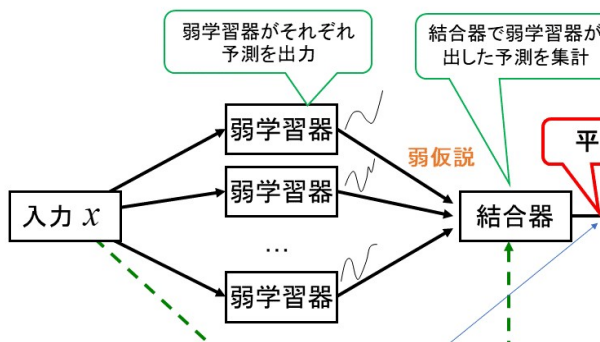 弱学習器がそれぞれ
予測を出力
結合器で弱学習器が
出した予測を集計
弱学習器
弱仮説
平
弱学習器
入力 x
結合器
…
弱学習器